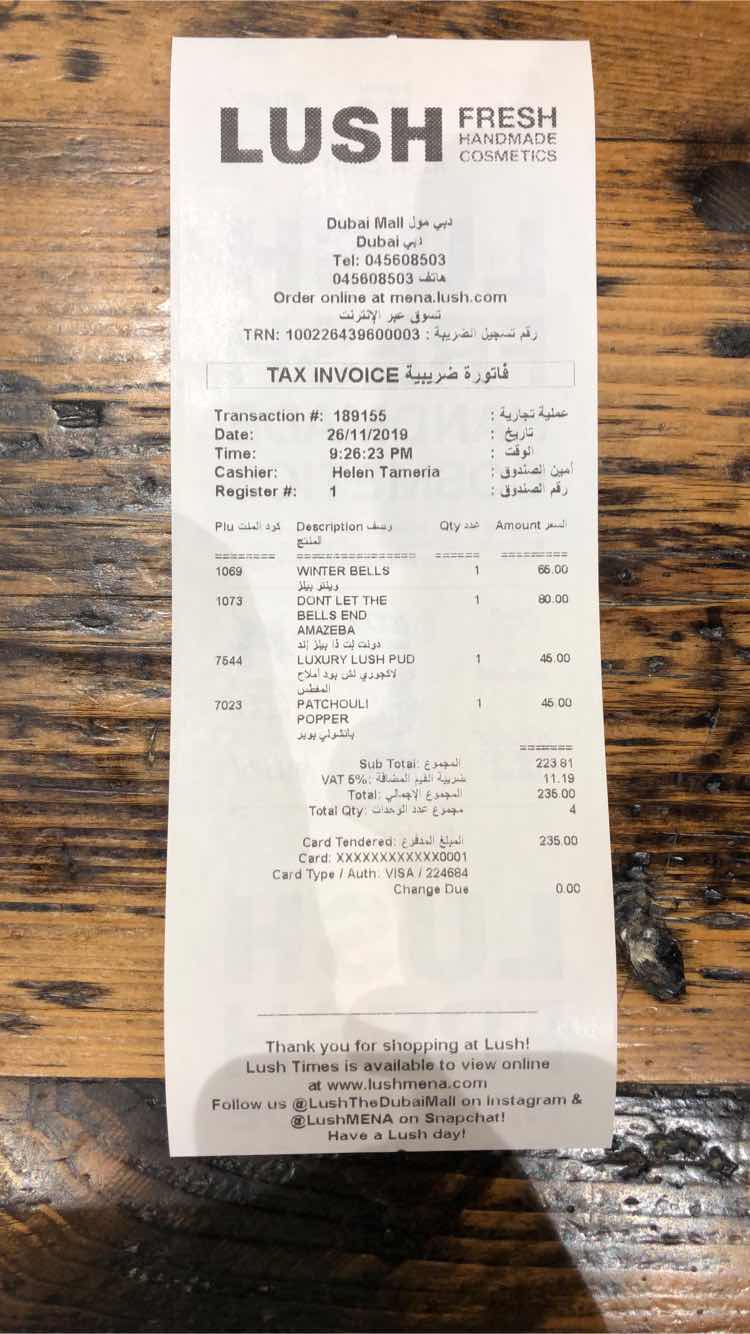 LUSH FRESH HANDMADE COSMETICS
Dubai Mall دبي مول
Dubai دبي
Tel: 045608503
045608503 هاتف
Order online at mena.lush.com
تسوق عبر الإنترنت
TRN: 100226439600003 : رقم تسجيل الضريبة
TAX INVOICE فاتورة ضريبية
Transaction #: 189155 عملية تجارية :
Date: 26/11/2019 تاريخ :
Time: 9:26:23 PM الوقت :
Cashier: Helen Tameria أمين الصندوق :
Register #: 1 رقم الصندوق :
Plu كود المنت Description وصف Qty عدد Amount السعر
المنتج
======== ================ ====== =========
1069 WINTER BELLS 1 65.00
وينتر بيلز
1073 DONT LET THE 1 80.00
BELLS END
AMAZEBA
دونت لت ذا بيلز إند
7544 LUXURY LUSH PUD 1 45.00
لاكجوري لش بود أملاح
المغطس
7023 PATCHOULI 1 45.00
POPPER
باتشولي بوبر
=======
Sub Total: المجموع 223.81
VAT 5%: ضريبة القيم المضافة 11.19
Total: المجموع الإجمالي 235.00
Total Qty: مجموع عدد الوحدات 4
Card Tendered: المبلغ المدفوع 235.00
Card: XXXXXXXXXXXX0001
Card Type / Auth: VISA / 224684
Change Due 0.00
Thank you for shopping at Lush!
Lush Times is available to view online
at www.lushmena.com
Follow us @LushTheDubaiMall on Instagram &
@LushMENA on Snapchat!
Have a Lush day!